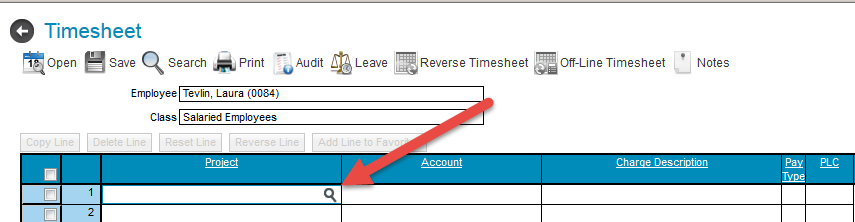 Timesheet
18 Open Save Search Print Audit Leave Reverse Timesheet Off-Line Timesheet Notes
Employee Tevlin, Laura (0084)
Class Salaried Employees
Copy Line Delete Line Reset Line Reverse Line Add Line to
Project Account Charge Description Pay Type PLC
1
2